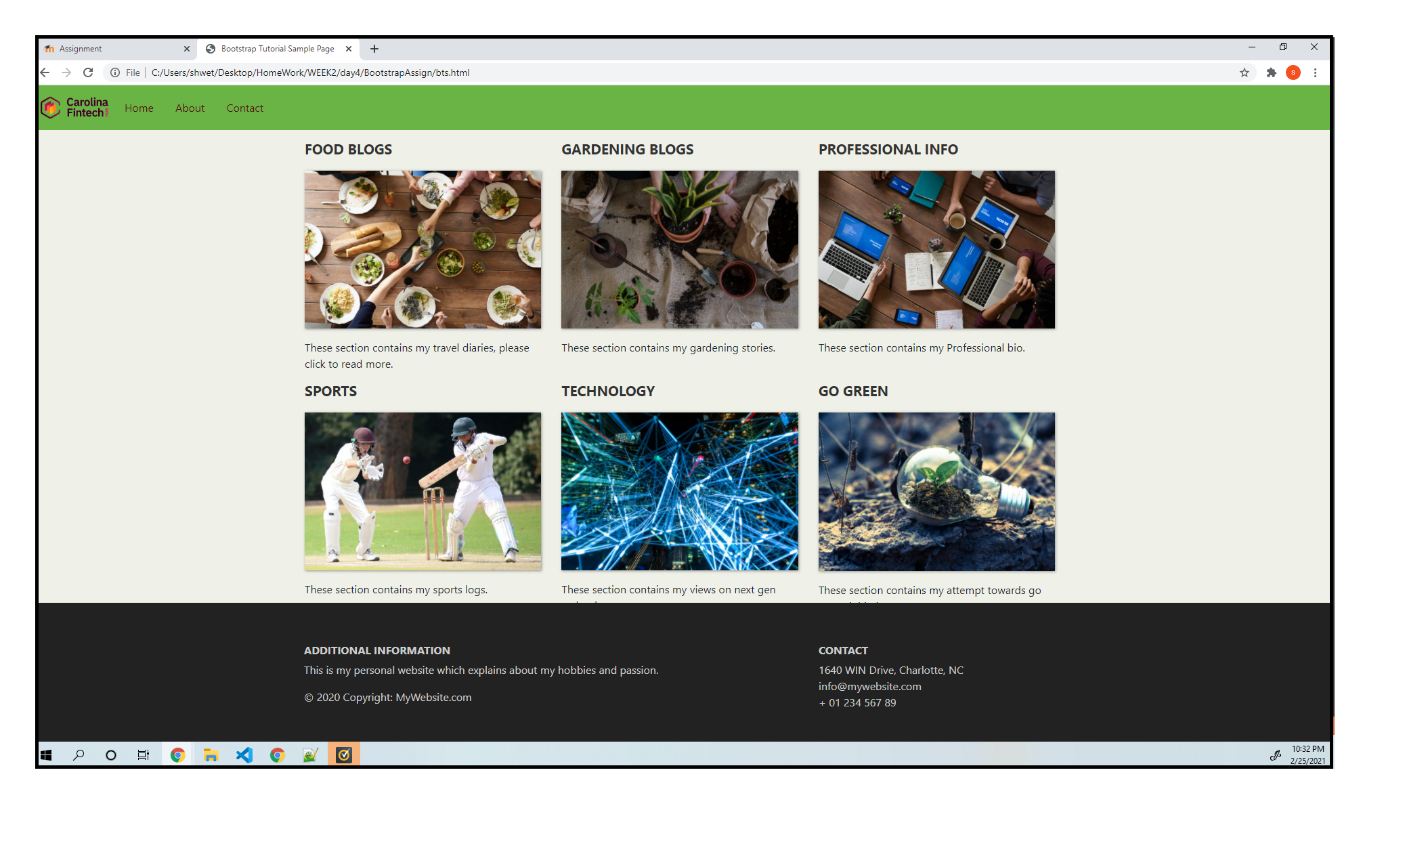 Assignment
Bootstrap Tutorial Sample Page
File | C:/Users/shwet/Desktop/HomeWork/WEEK2/day4/BootstrapAssign/bts.html
Carolina
Fintech
Home About Contact
FOOD BLOGS
GARDENING BLOGS
PROFESSIONAL INFO
These section contains my travel diaries, please
click to read more.
These section contains my gardening stories.
These section contains my Professional bio.
SPORTS
TECHNOLOGY
GO GREEN
These section contains my sports logs.
These section contains my views on next gen
These section contains my attempt towards go
ADDITIONAL INFORMATION
This is my personal website which explains about my hobbies and passion.
© 2020 Copyright: MyWebsite.com
CONTACT
1640 WIN Drive, Charlotte, NC
info@mywebsite.com
+ 01 234 567 89
10:32 PM
2/25/2021